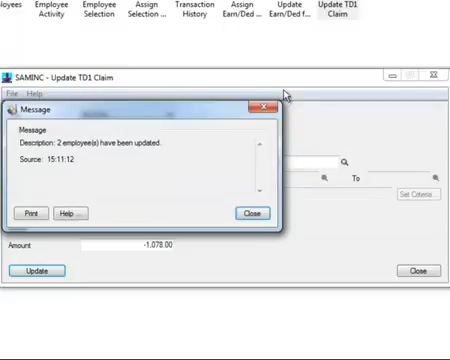 loyees
Employee Activity
Employee Selection
Assign Selection ...
Transaction History
Assign Earn/Ded ...
Update Earn/Ded f...
Update TD1 Claim
SAMINC - Update TD1 Claim
File Help
Message
Message
Description: 2 employee(s) have been updated.
Source: 15:11:12
To
Set Criteria...
Print Help ... Close
Amount -1,078.00
Update Close